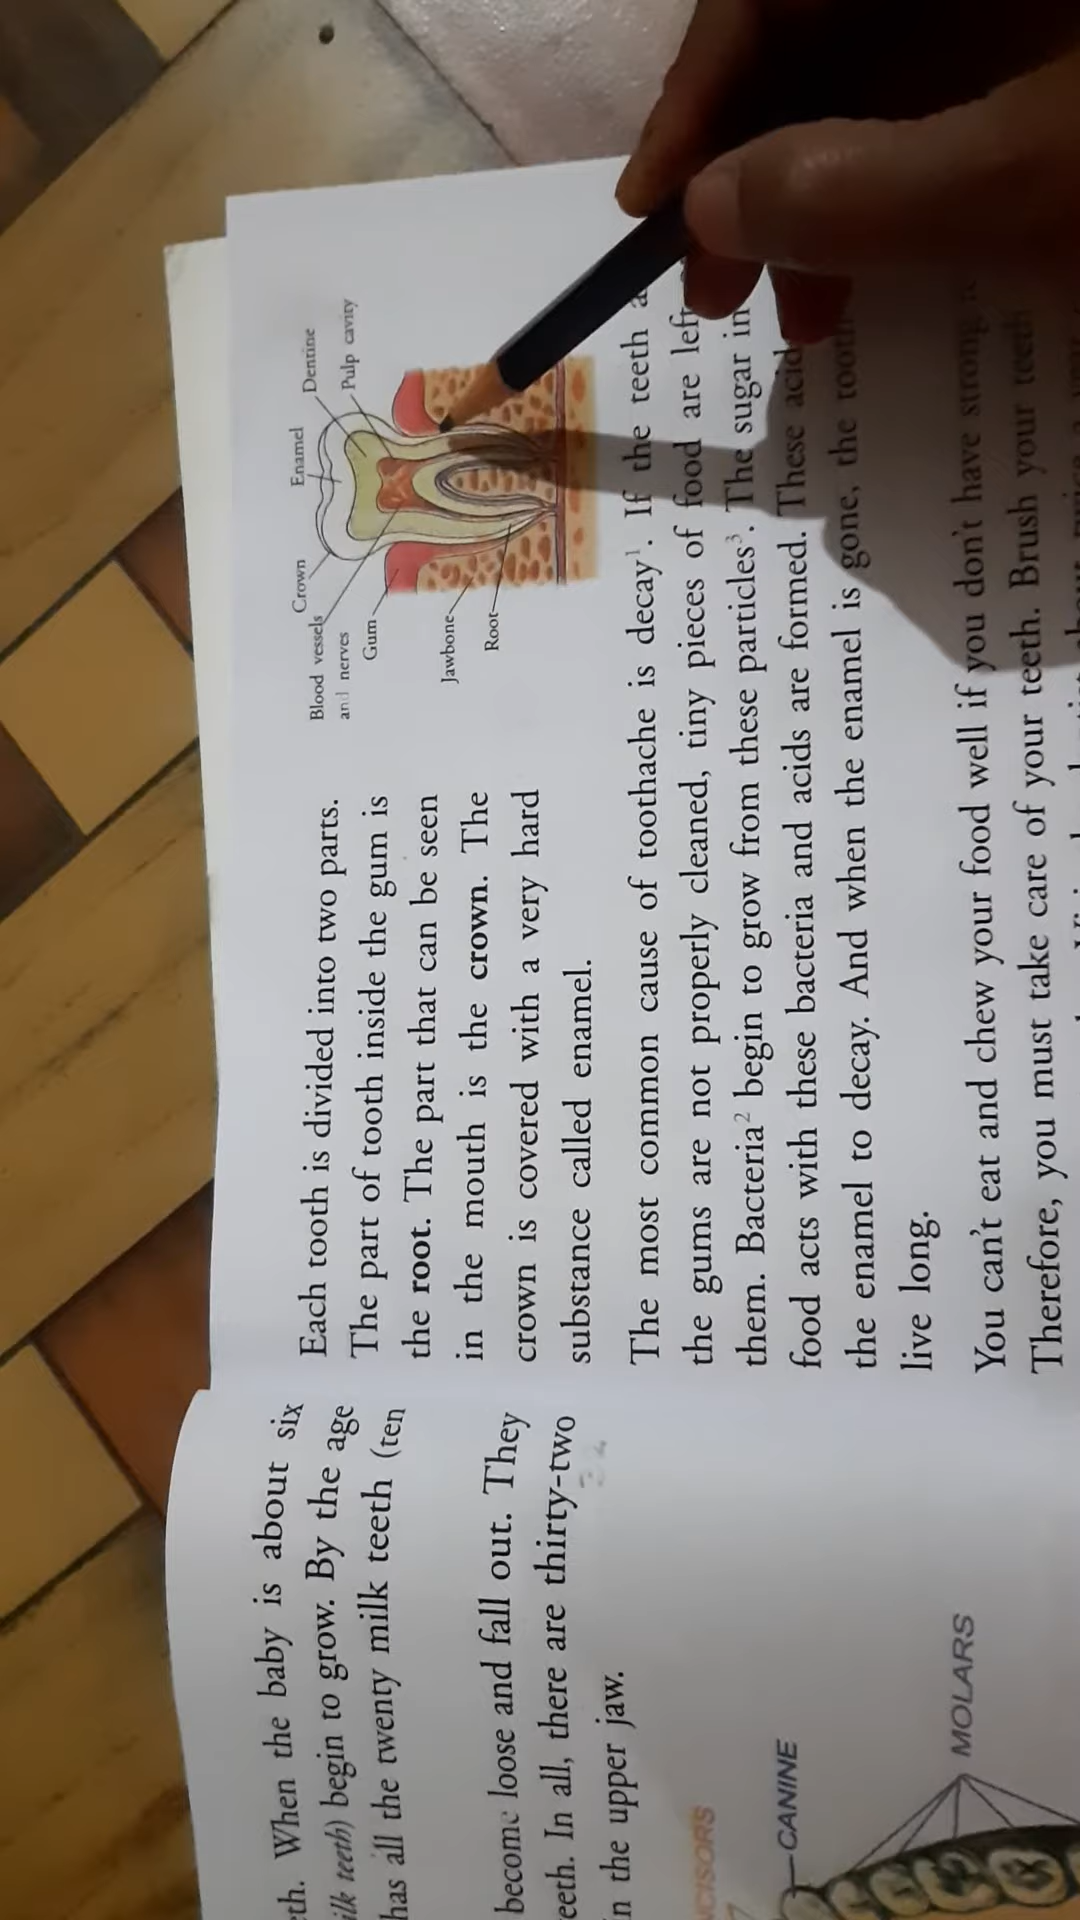 eth. When the baby is about six
ilk teeth) begin to grow. By the age
has all the twenty milk teeth (ten
become loose and fall out. They
eeth. In all, there are thirty-two
in the upper jaw.
NCISORS
CANINE
MOLARS
Each tooth is divided into two parts.
The part of tooth inside the gum is
the root. The part that can be seen
in the mouth is the crown. The
crown is covered with a very hard
substance called enamel.
Blood vessels
and nerves
Crown
Enamel
Dentine
Pulp cavity
Gum
Jawbone
Root
The most common cause of toothache is decay¹. If the teeth a
the gums are not properly cleaned, tiny pieces of food are left
them. Bacteria² begin to grow from these particles³. The sugar in
food acts with these bacteria and acids are formed. These acid
the enamel to decay. And when the enamel is gone, the tooth
live long.
You can't eat and chew your food well if you don't have strong
Therefore, you must take care of your teeth. Brush your teeth